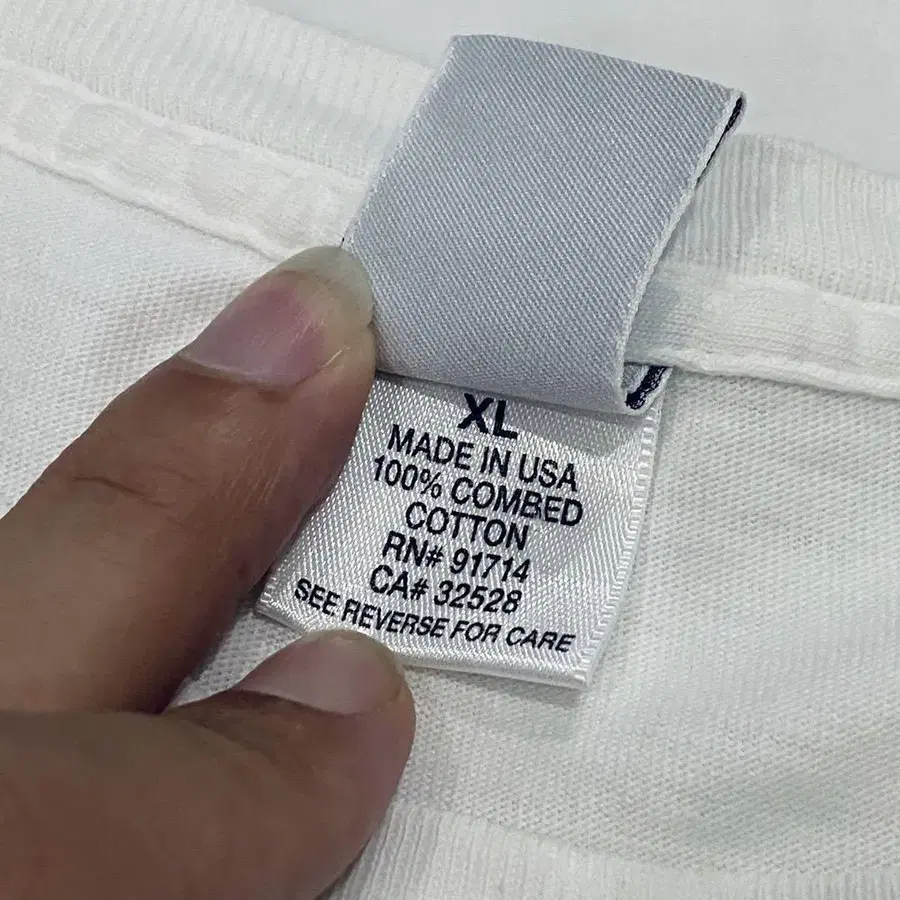 XL
MADE IN USA
100% COMBED
COTTON
RN# 91714
CA# 32528
SEE REVERSE FOR CARE